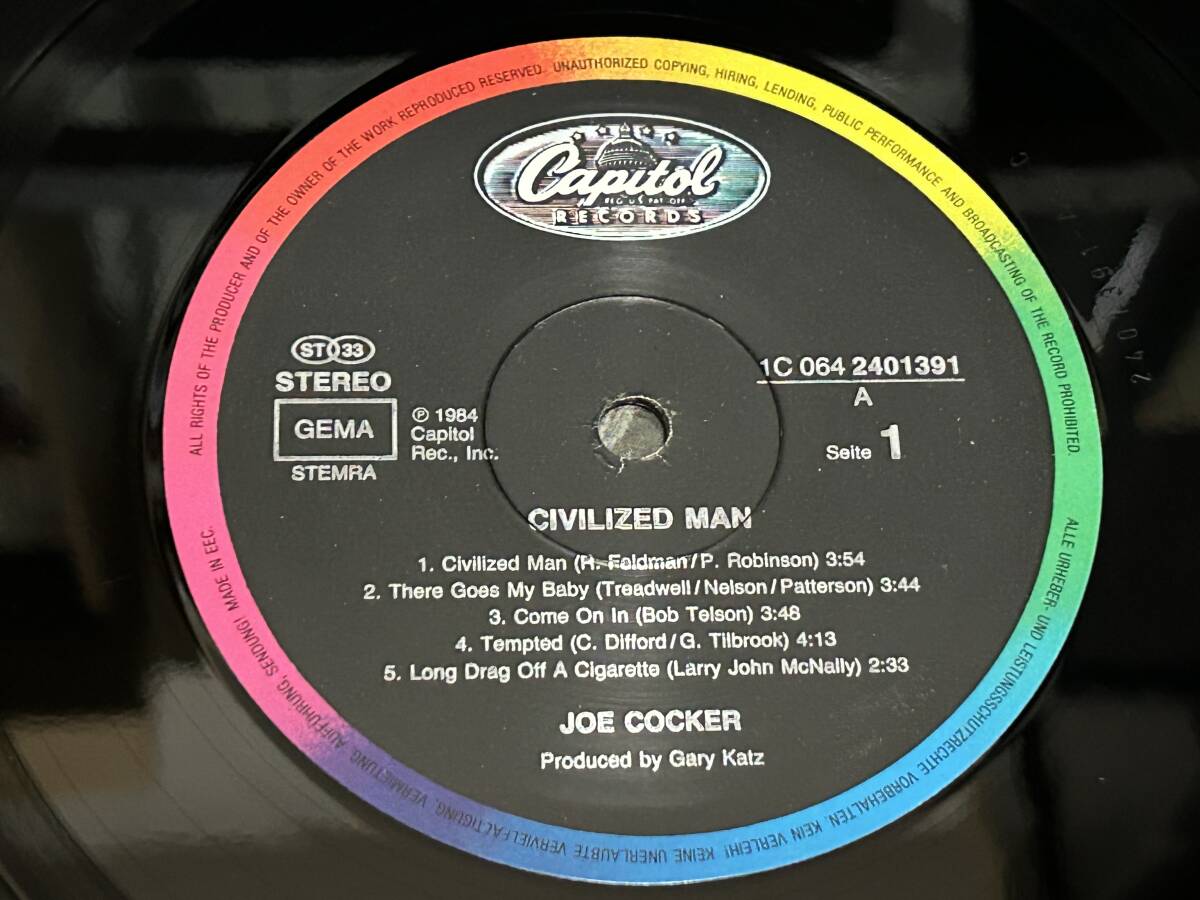 ALL RIGHTS OF THE PRODUCER AND OF THE OWNER OF THE WORK REPRODUCED RESERVED. UNAUTHORIZED COPYING, HIRING, LENDING, PUBLIC PERFORMANCE AND BROADCASTING OF THE RECORD PROHIBITED.
Capitol
REG. U.S. PAT. OFF.
RECORDS
ST 33
STEREO
GEMA
STEMRA
℗ 1984
Capitol
Rec., Inc.
1C 064 2401391
A
Seite 1
CIVILIZED MAN
1. Civilized Man (R. Feldman/P. Robinson) 3:54
2. There Goes My Baby (Treadwell/Nelson/Patterson) 3:44
3. Come On In (Bob Telson) 3:48
4. Tempted (C. Difford/G. Tilbrook) 4:13
5. Long Drag Off A Cigarette (Larry John McNally) 2:33
JOE COCKER
Produced by Gary Katz
ALLE URHEBER- UND LEISTUNGSSCHUTZRECHTE VORBEHALTEN. KEIN VERLEIH! KEINE UNERLAUBTE VERVIELFÄLTIGUNG, VERMIETUNG, AUFFÜHRUNG, SENDUNG! MADE IN EEC.